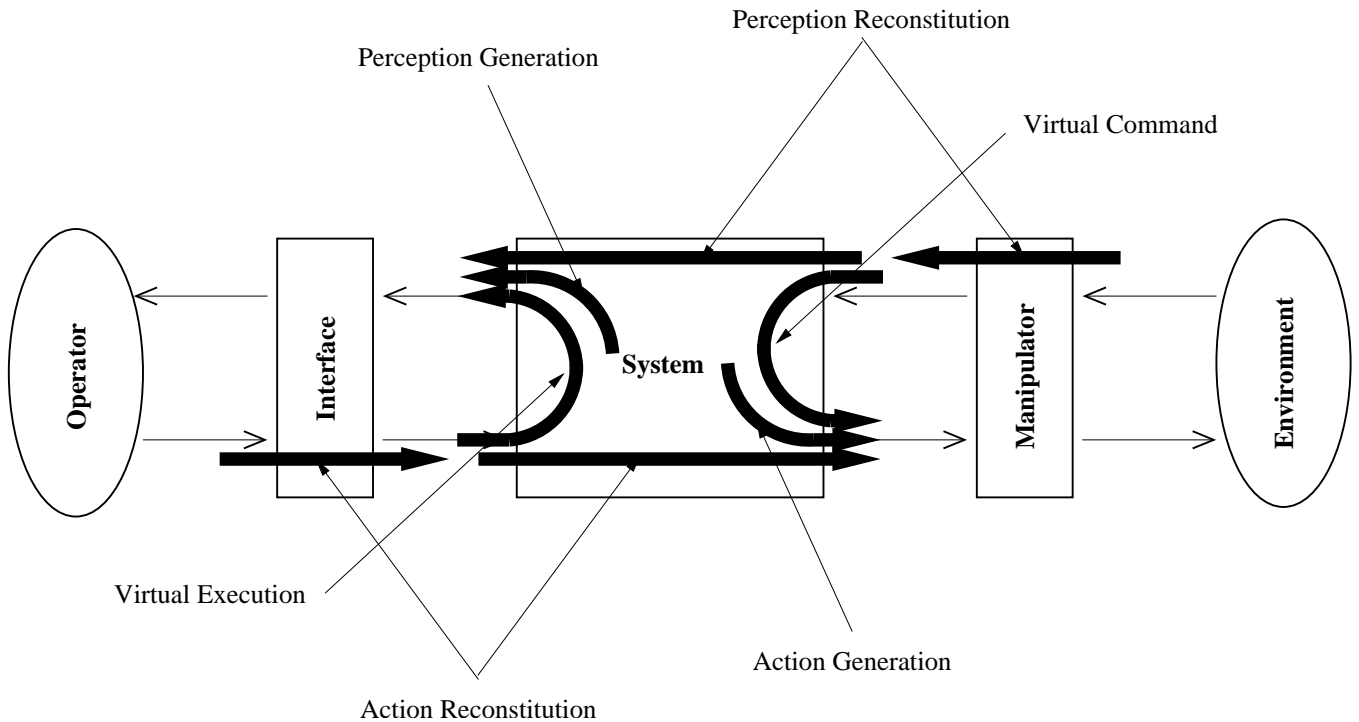 Perception Reconstitution
Perception Generation
Virtual Command
Operator
Interface
System
Manipulator
Environment
Virtual Execution
Action Generation
Action Reconstitution